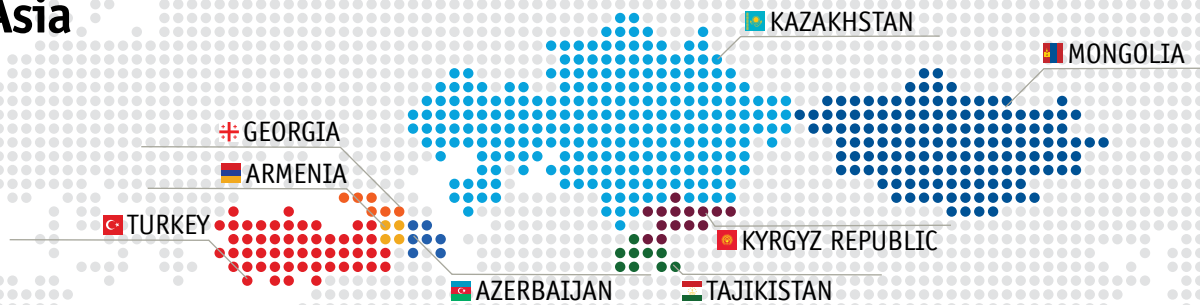 Asia
KAZAKHSTAN
MONGOLIA
GEORGIA
ARMENIA
TURKEY
KYRGYZ REPUBLIC
AZERBAIJAN
TAJIKISTAN